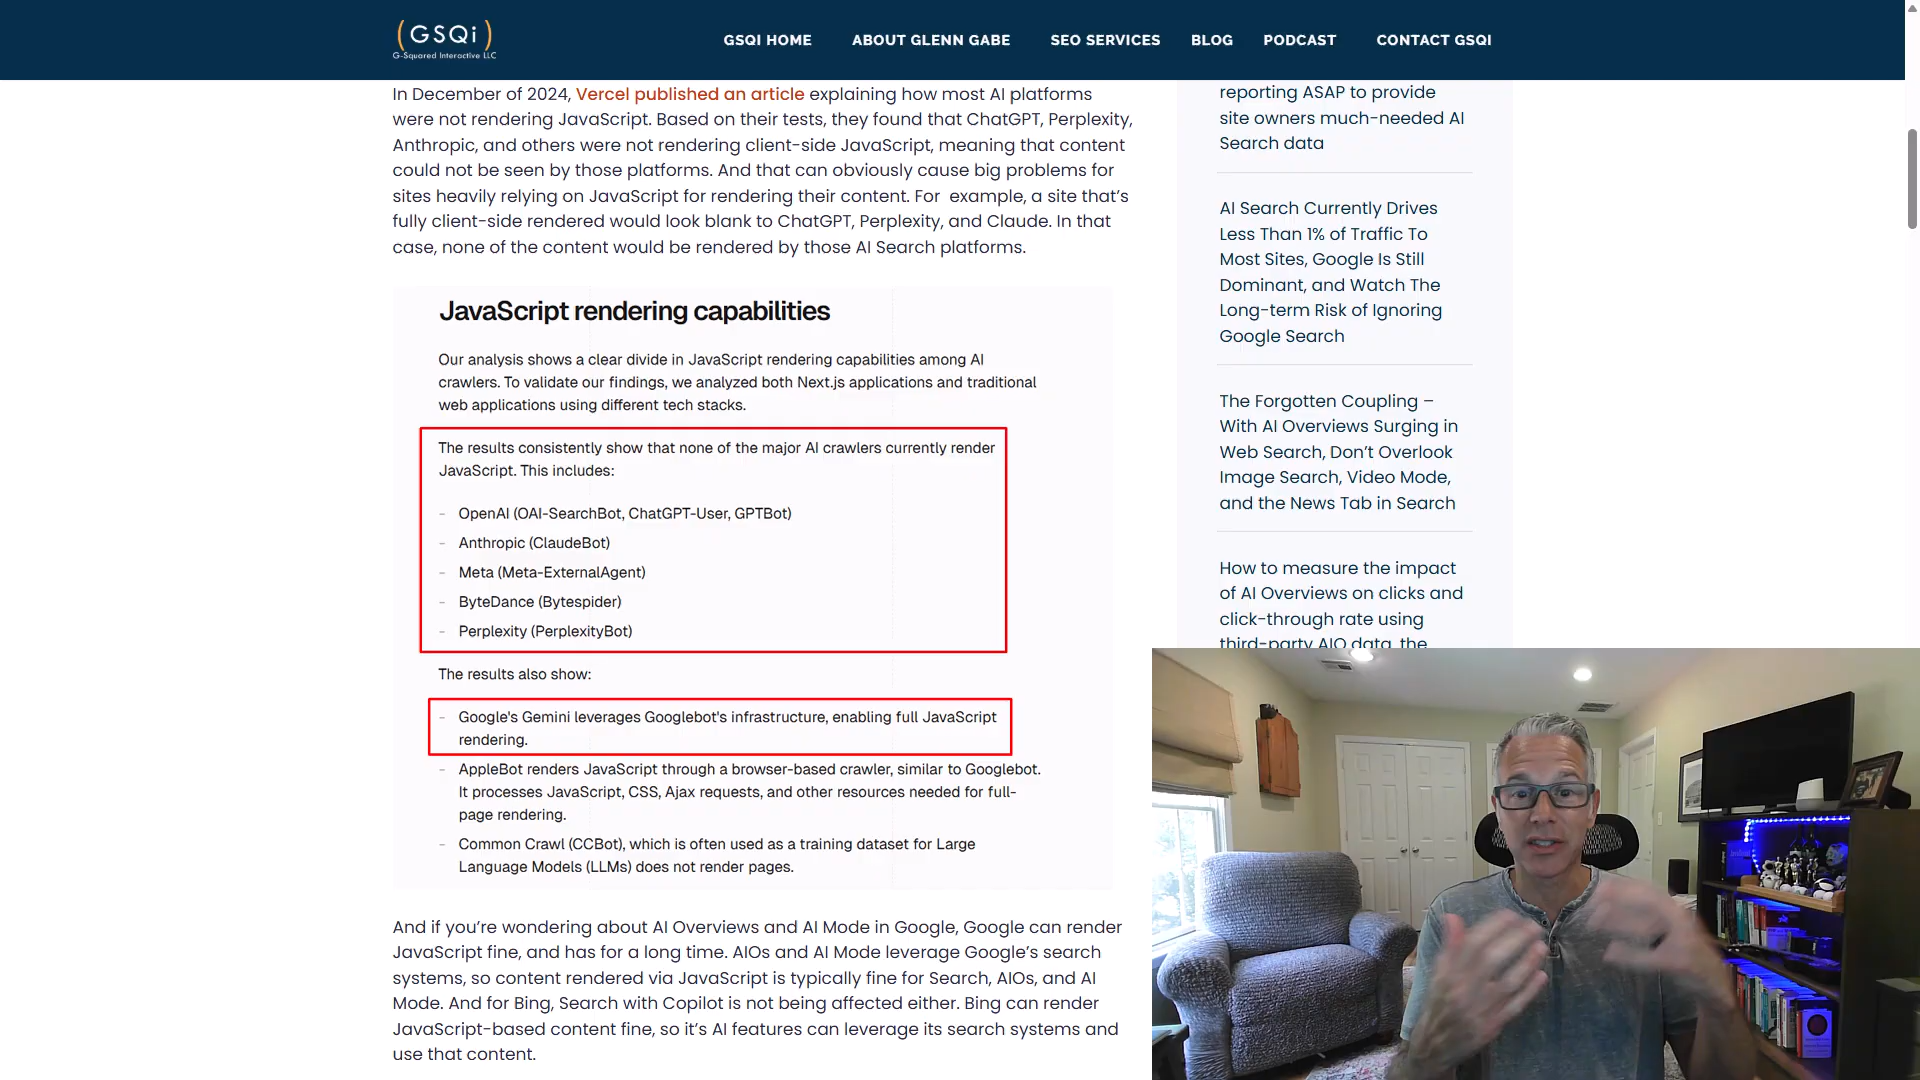 (GSQi)
G-Squared Interactive LLC
GSQI HOME
ABOUT GLENN GABE
SEO SERVICES
BLOG
PODCAST
CONTACT GSQI
In December of 2024, Vercel published an article explaining how most AI platforms
were not rendering JavaScript. Based on their tests, they found that ChatGPT, Perplexity,
Anthropic, and others were not rendering client-side JavaScript, meaning that content
could not be seen by those platforms. And that can obviously cause big problems for
sites heavily relying on JavaScript for rendering their content. For  example, a site that's
fully client-side rendered would look blank to ChatGPT, Perplexity, and Claude. In that
case, none of the content would be rendered by those AI Search platforms.
JavaScript rendering capabilities
Our analysis shows a clear divide in JavaScript rendering capabilities among AI
crawlers. To validate our findings, we analyzed both Next.js applications and traditional
web applications using different tech stacks.
The results consistently show that none of the major AI crawlers currently render
JavaScript. This includes:
- OpenAI (OAI-SearchBot, ChatGPT-User, GPTBot)
- Anthropic (ClaudeBot)
- Meta (Meta-ExternalAgent)
- ByteDance (Bytespider)
- Perplexity (PerplexityBot)
The results also show:
- Google's Gemini leverages Googlebot's infrastructure, enabling full JavaScript
rendering.
- AppleBot renders JavaScript through a browser-based crawler, similar to Googlebot.
It processes JavaScript, CSS, Ajax requests, and other resources needed for full-
page rendering.
- Common Crawl (CCBot), which is often used as a training dataset for Large
Language Models (LLMs) does not render pages.
And if you're wondering about AI Overviews and AI Mode in Google, Google can render
JavaScript fine, and has for a long time. AIOs and AI Mode leverage Google's search
systems, so content rendered via JavaScript is typically fine for Search, AIOs, and AI
Mode. And for Bing, Search with Copilot is not being affected either. Bing can render
JavaScript-based content fine, so it's AI features can leverage its search systems and
use that content.
reporting ASAP to provide
site owners much-needed AI
Search data
AI Search Currently Drives
Less Than 1% of Traffic To
Most Sites, Google Is Still
Dominant, and Watch The
Long-term Risk of Ignoring
Google Search
The Forgotten Coupling –
With AI Overviews Surging in
Web Search, Don't Overlook
Image Search, Video Mode,
and the News Tab in Search
How to measure the impact
of AI Overviews on clicks and
click-through rate using
third-party AIO data, the